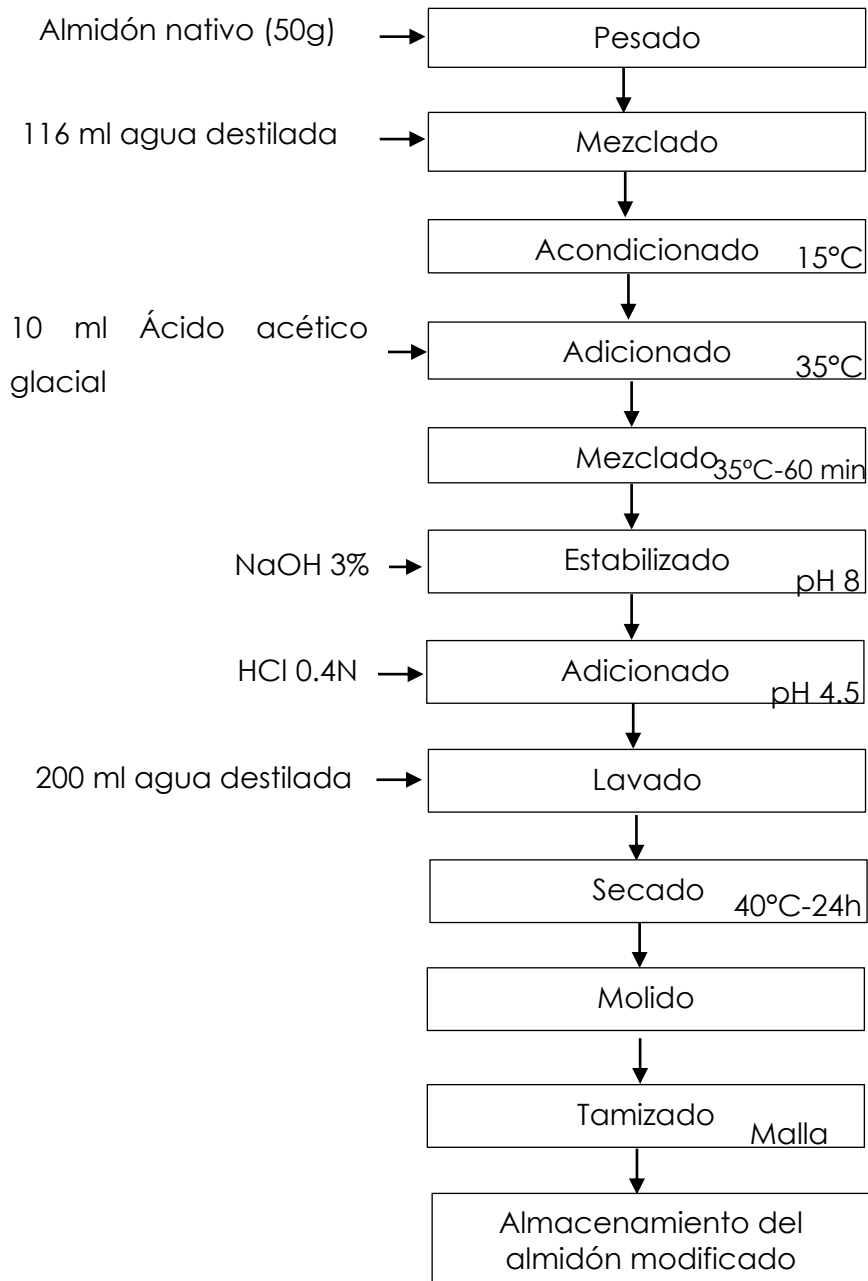 Almidón nativo (50g)
Pesado
116 ml agua destilada
Mezclado
Acondicionado
15°C
10 ml Ácido acético
glacial
Adicionado
35°C
Mezclado
35°C-60 min
NaOH 3%
Estabilizado
pH 8
HCl 0.4N
Adicionado
pH 4.5
200 ml agua destilada
Lavado
Secado
40°C-24h
Molido
Tamizado
Malla
Almacenamiento del
almidón modificado